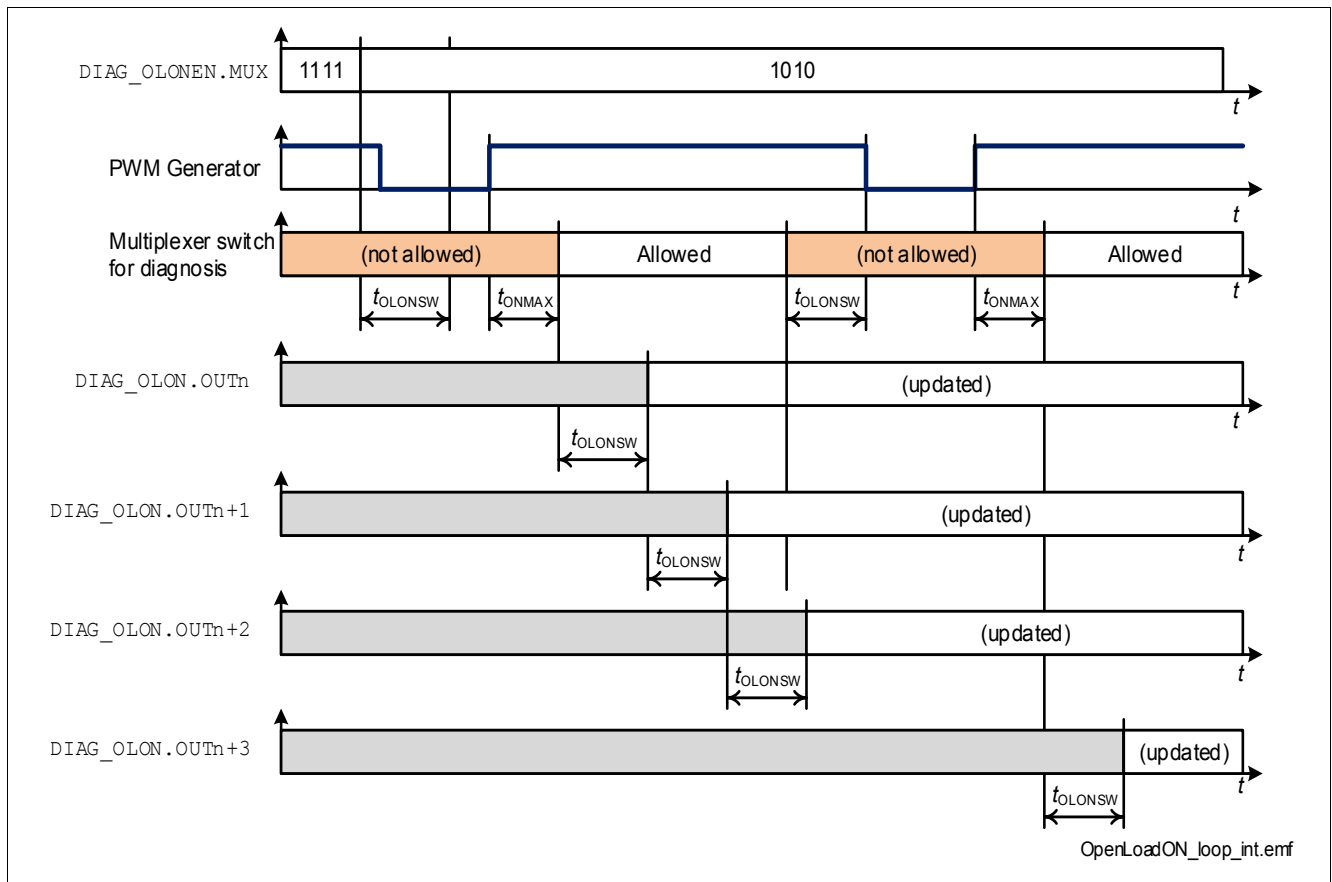 DIAG_OLONEN.MUX 1111 1010
t
PWM Generator
t
Multiplexer switch for diagnosis (not allowed) Allowed (not allowed) Allowed
t
tOLONSW tONMAX tOLONSW tONMAX
DIAG_OLON.OUTn (updated)
t
tOLONSW
DIAG_OLON.OUTn+1 (updated)
t
tOLONSW
DIAG_OLON.OUTn+2 (updated)
t
tOLONSW
DIAG_OLON.OUTn+3 (updated)
t
tOLONSW
OpenLoadON_loop_int.emf